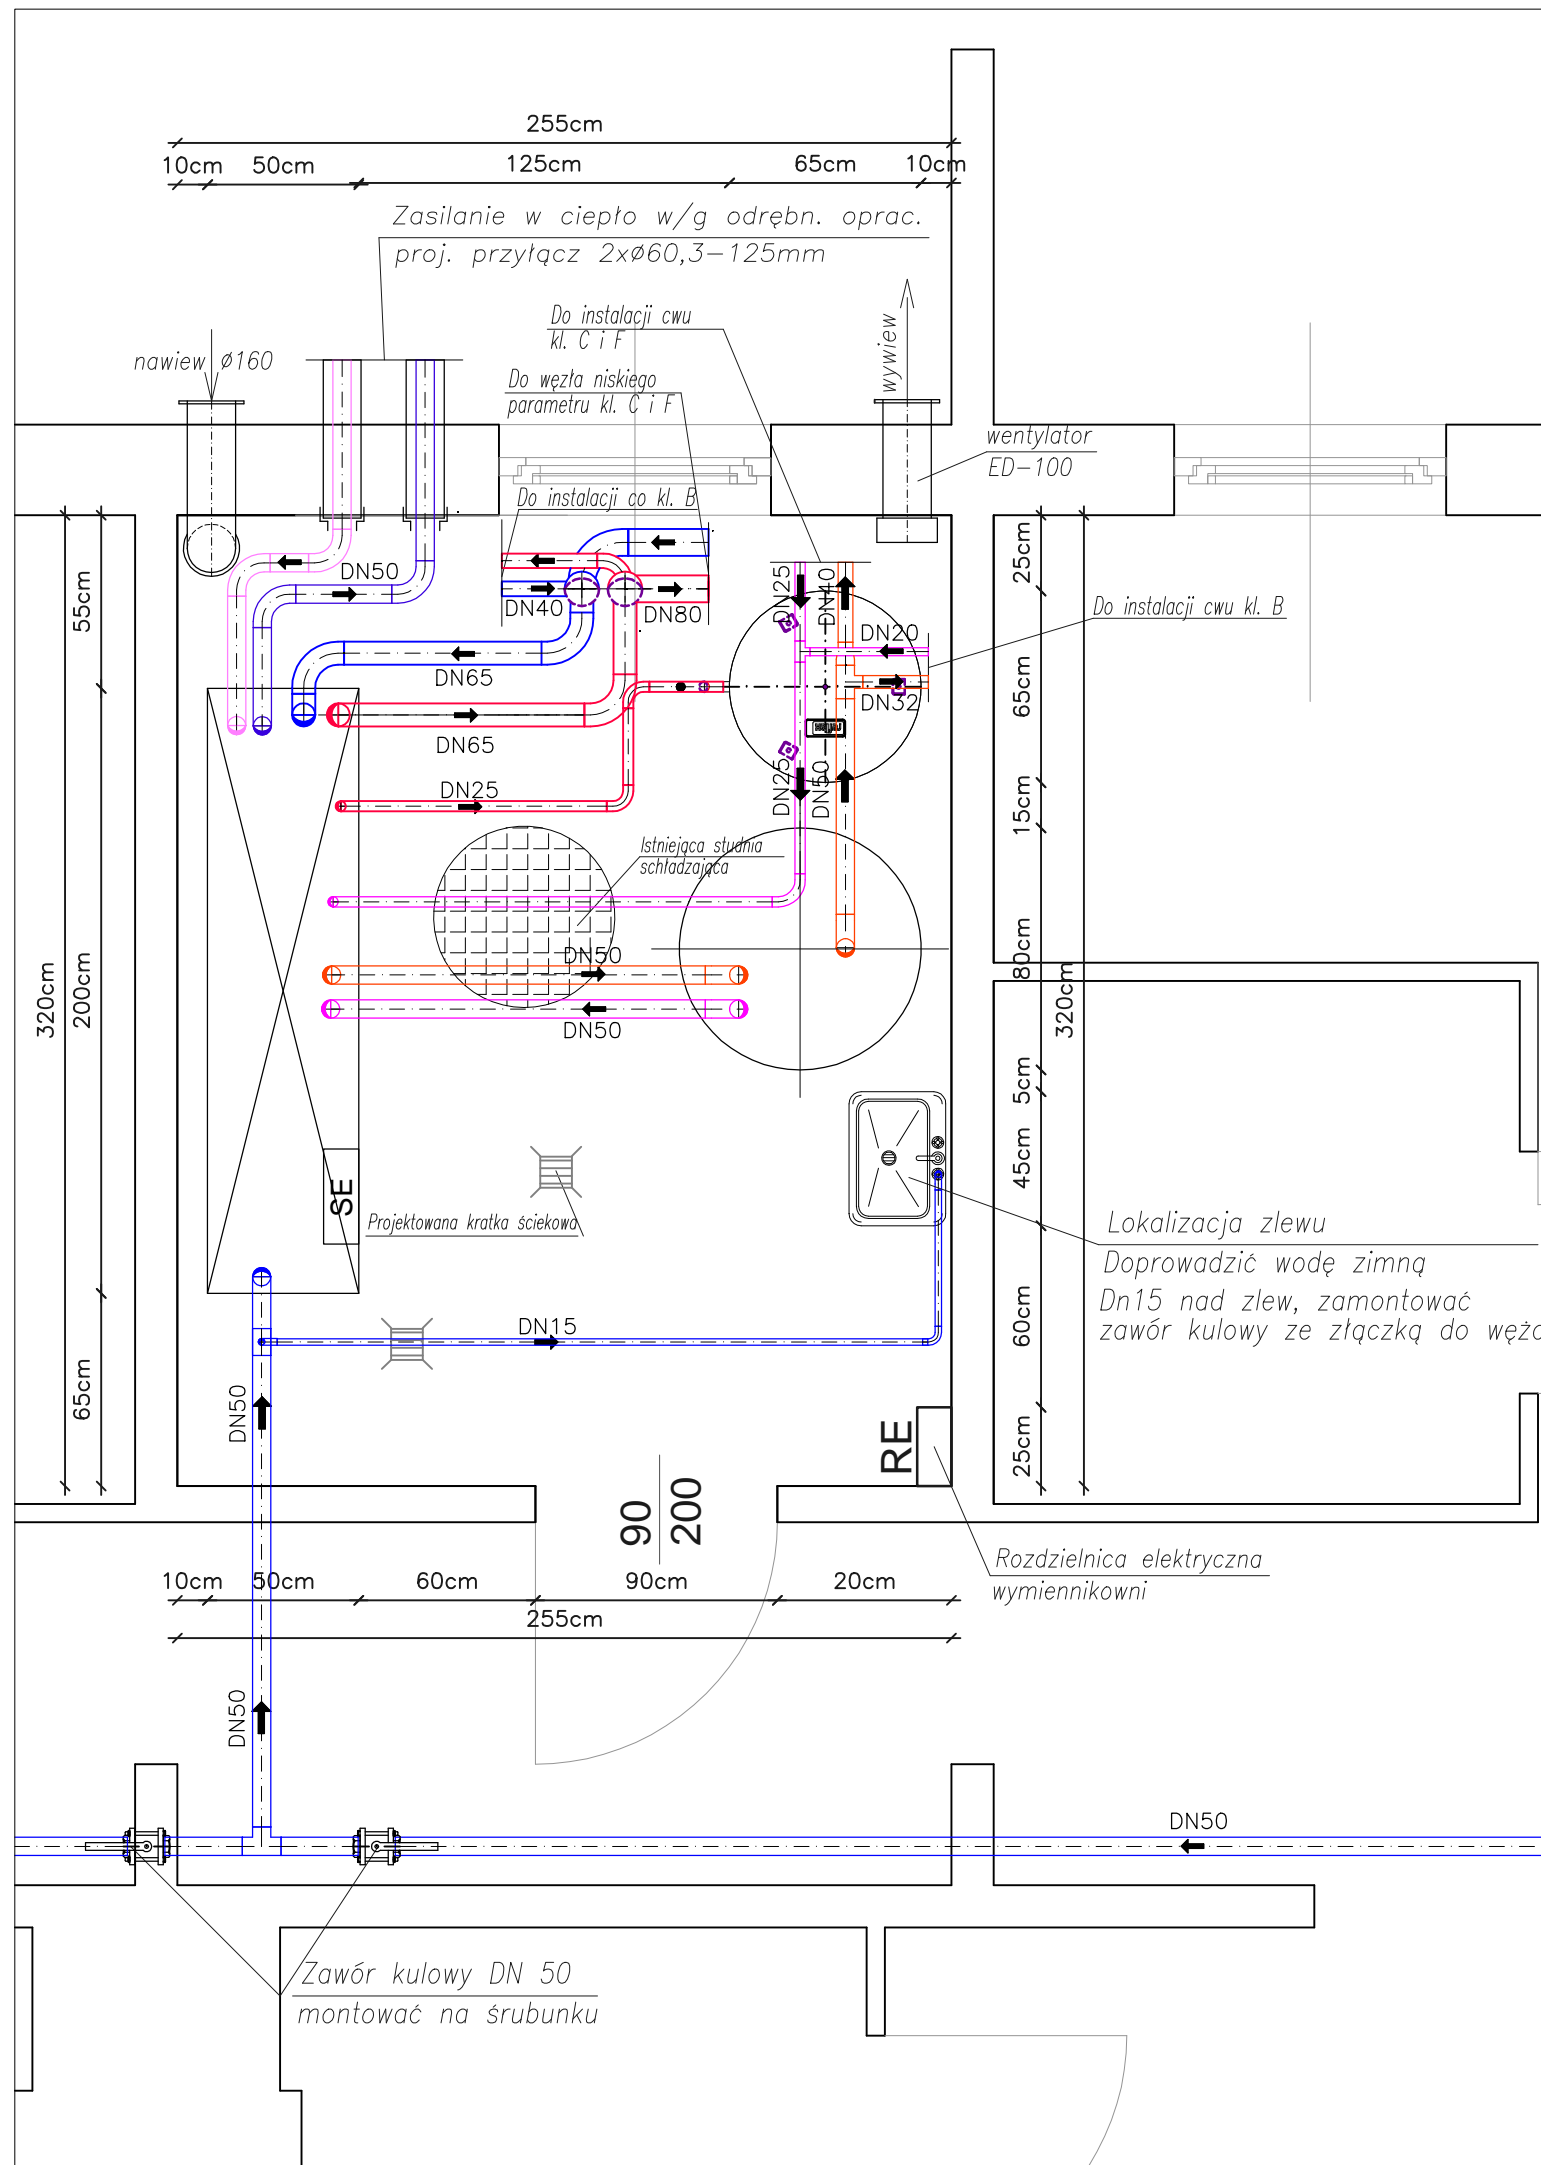 255cm
10cm 50cm 125cm 65cm 10cm
Zasilanie w ciepło w/g odrębn. oprac.
proj. przyłącz 2xø60,3-125mm
Do instalacji cwu
kl. C i F
nawiew ø160
wywiew
Do węzła niskiego
parametru kl. C i F
wentylator
ED-100
Do instalacji co kl. B
DN50
DN40
DN80
DN25
DN40
DN20
Do instalacji cwu kl. B
DN65
DN32
DN65
DN25
DN25
DN50
Istniejąca studnia
schładzająca
DN50
DN50
55cm
320cm
200cm
65cm
25cm
65cm
15cm
80cm
320cm
5cm
45cm
60cm
25cm
SE
Projektowana kratka ściekowa
Lokalizacja zlewu
Doprowadzić wodę zimną
Dn15 nad zlew, zamontować
zawór kulowy ze złączką do węża
DN15
DN50
RE
90
200
Rozdzielnica elektryczna
wymiennikowni
10cm 50cm 60cm 90cm 20cm
255cm
DN50
DN50
Zawór kulowy DN 50
montować na śrubunku